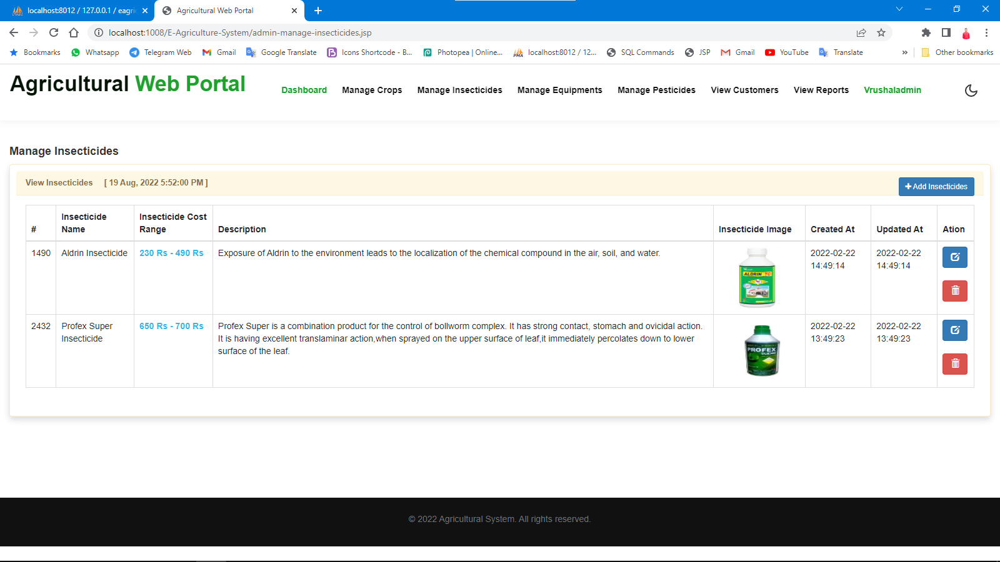 localhost:8012 / 127.0.0.1 / eagri
Agricultural Web Portal
localhost:1008/E-Agriculture-System/admin-manage-insecticides.jsp
Bookmarks Whatsapp Telegram Web Gmail Google Translate Icons Shortcode - B... Photopea | Online... localhost:8012 / 12... SQL Commands JSP Gmail YouTube Translate » Other bookmarks
Agricultural Web Portal
Dashboard Manage Crops Manage Insecticides Manage Equipments Manage Pesticides View Customers View Reports Vrushaladmin
Manage Insecticides
View Insecticides [ 19 Aug, 2022 5:52:00 PM ]
Add Insecticides
# Insecticide Name Insecticide Cost Range Description Insecticide Image Created At Updated At Ation
1490 Aldrin Insecticide 230 Rs - 490 Rs Exposure of Aldrin to the environment leads to the localization of the chemical compound in the air, soil, and water.
ALDRIN TC
2022-02-22 14:49:14 2022-02-22 14:49:14
2432 Profex Super Insecticide 650 Rs - 700 Rs Profex Super is a combination product for the control of bollworm complex. It has strong contact, stomach and ovicidal action.
It is having excellent translaminar action,when sprayed on the upper surface of leaf,it immediately percolates down to lower
surface of the leaf.
PROFEX
2022-02-22 13:49:23 2022-02-22 13:49:23
© 2022 Agricultural System. All rights reserved.